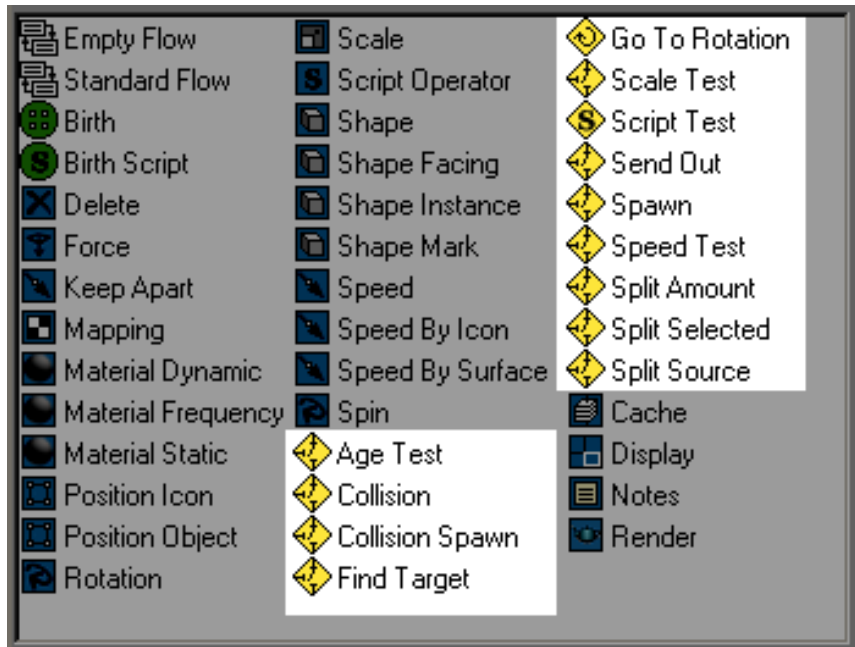 Empty Flow
Standard Flow
Birth
Birth Script
Delete
Force
Keep Apart
Mapping
Material Dynamic
Material Frequency
Material Static
Position Icon
Position Object
Rotation
Scale
Script Operator
Shape
Shape Facing
Shape Instance
Shape Mark
Speed
Speed By Icon
Speed By Surface
Spin
Age Test
Collision
Collision Spawn
Find Target
Go To Rotation
Scale Test
Script Test
Send Out
Spawn
Speed Test
Split Amount
Split Selected
Split Source
Cache
Display
Notes
Render